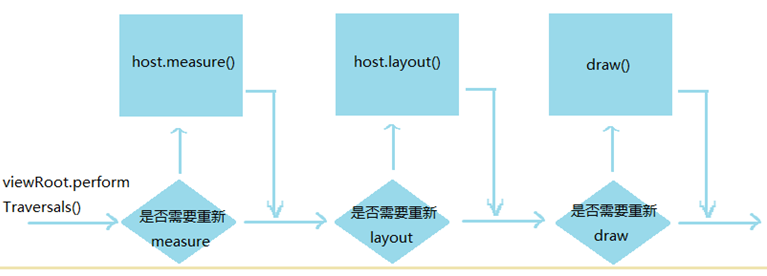 host.measure()
host.layout()
draw()
viewRoot.perform
Traversals()
是否需要重新
measure
是否需要重新
layout
是否需要重新
draw